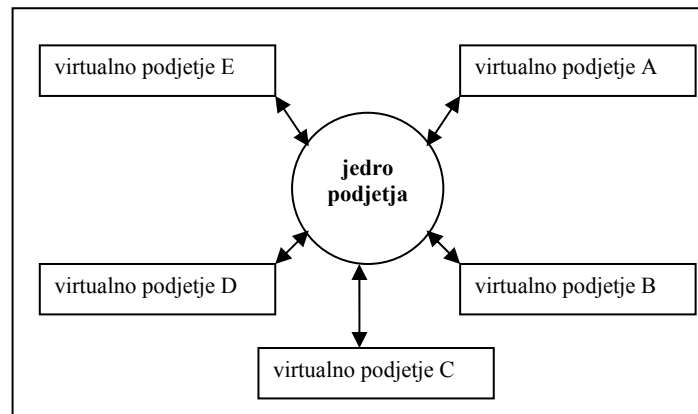 virtualno podjetje E
virtualno podjetje A
jedro
podjetja
virtualno podjetje D
virtualno podjetje B
virtualno podjetje C